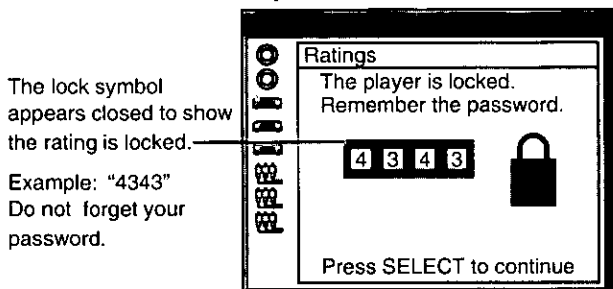 The lock symbol
appears closed to show
the rating is locked.
Example: “4343”
Do not forget your
password.
Ratings
The player is locked.
Remember the password.
4 3 4 3
Press SELECT to continue